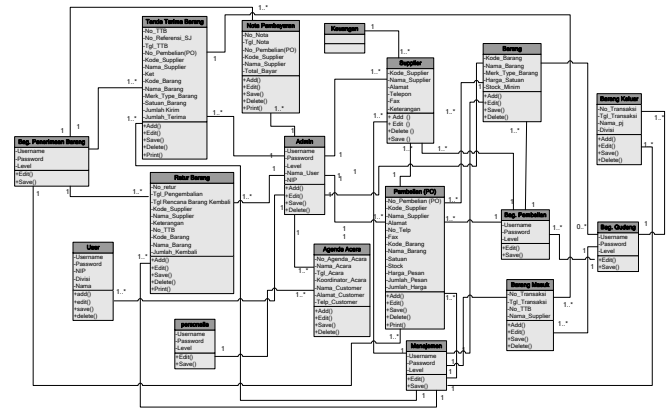 Tanda Terima Barang
-No_TTB
-No_Referensi_SJ
-Tgl_TTB
-No_Pembelian(PO)
-Kode_Supplier
-Nama_Supplier
-Ket
-Kode_Barang
-Nama_Barang
-Merk_Type_Barang
-Satuan_Barang
-Jumlah_Kirim
-Jumlah_Terima
+Add()
+Edit()
+Save()
+Delete()
+Print()
Nota Pembayaran
-No_Nota
-Tgl_Nota
-No_Pembelian(PO)
-Kode_Supplier
-Nama_Supplier
-Total_Bayar
+Add()
+Edit()
+Save()
+Delete()
+Print()
Keuangan
Supplier
-Kode_Supplier
-Nama_Supplier
-Alamat
-Telepon
-Fax
-Keterangan
+Add ()
+ Edit ()
+Delete ()
+Save ()
Barang
-Kode_Barang
-Nama_Barang
-Merk_Type_Barang
-Harga_Satuan
-Stock_Minim
+Add()
+Edit()
+Save()
+Delete()
Barang Keluar
-No_Transaksi
-Tgl_Transaksi
-Nama_pj
-Divisi
+Add()
+Edit()
+Save()
+Delete()
Bag. Penerimaan Barang
-Username
-Password
-Level
+Edit()
+Save()
Admin
-Username
-Password
-Level
-Nama_User
-NIP
+Add()
+Edit()
+Save()
+Delete()
Retur Barang
-No_retur
-Tgl_Pengembalian
-Tgl Rencana Barang Kembali
-Kode_Supplier
-Nama_Supplier
-Keterangan
-No_TTB
-Kode_Barang
-Nama_Barang
-Jumlah_Kembali
+Add()
+Edit()
+Save()
+Delete()
+Print()
Pembelian (PO)
-No_Pembelian (PO)
-Kode_Supplier
-Nama_Supplier
-Alamat
-No_Telp
-Fax
-Kode_Barang
-Nama_Barang
-Satuan
-Stock
-Harga_Pesan
-Jumlah_Pesan
-Jumlah_Harga
+Add()
+Edit()
+Save()
+Delete()
+Print()
Bag. Pembelian
-Username
-Password
-Level
+Edit()
+Save()
Bag. Gudang
-Username
-Password
-Level
+Edit()
+Save()
User
-Username
-Password
-NIP
-Divisi
-Nama
+add()
+edit()
+save()
+delete()
Agenda Acara
-No_Agenda_Acara
-Nama_Acara
-Tgl_Acara
-Koordinator_Acara
-Nama_Customer
-Alamat_Customer
-Telp_Customer
+Add()
+Edit()
+Save()
+Delete()
Barang Masuk
-No_Transaksi
-Tgl_Transaksi
-No_TTB
-Nama_Supplier
+Add()
+Edit()
+Save()
+Delete()
personalia
-Username
-Password
-Level
+Edit()
+Save()
Manajemen
-Username
-Password
-Level
+Edit()
+Save()